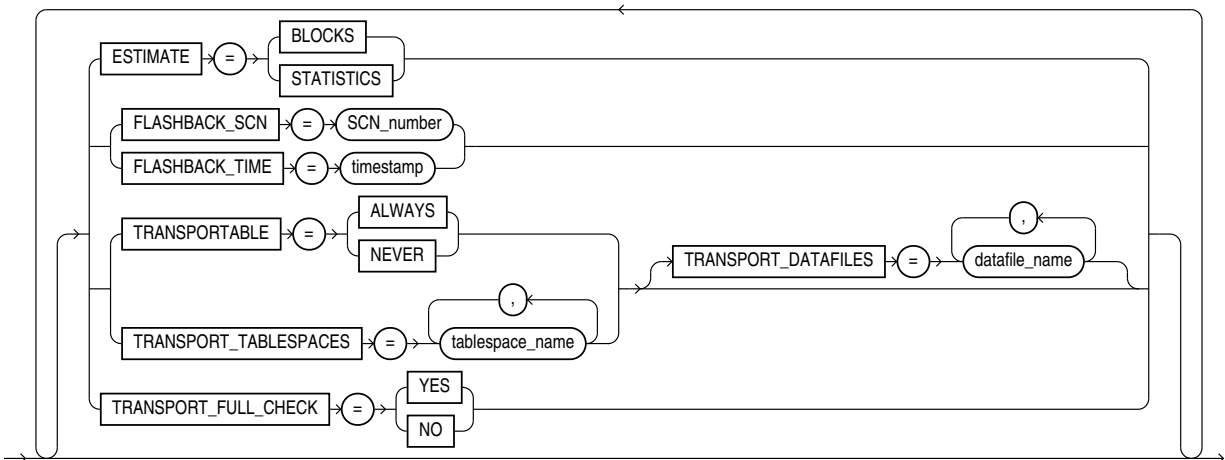 BLOCKS
ESTIMATE =
STATISTICS
FLASHBACK_SCN = SCN_number
FLASHBACK_TIME = timestamp
ALWAYS
TRANSPORTABLE =
NEVER
,
TRANSPORT_DATAFILES = datafile_name
,
TRANSPORT_TABLESPACES = tablespace_name
YES
TRANSPORT_FULL_CHECK =
NO